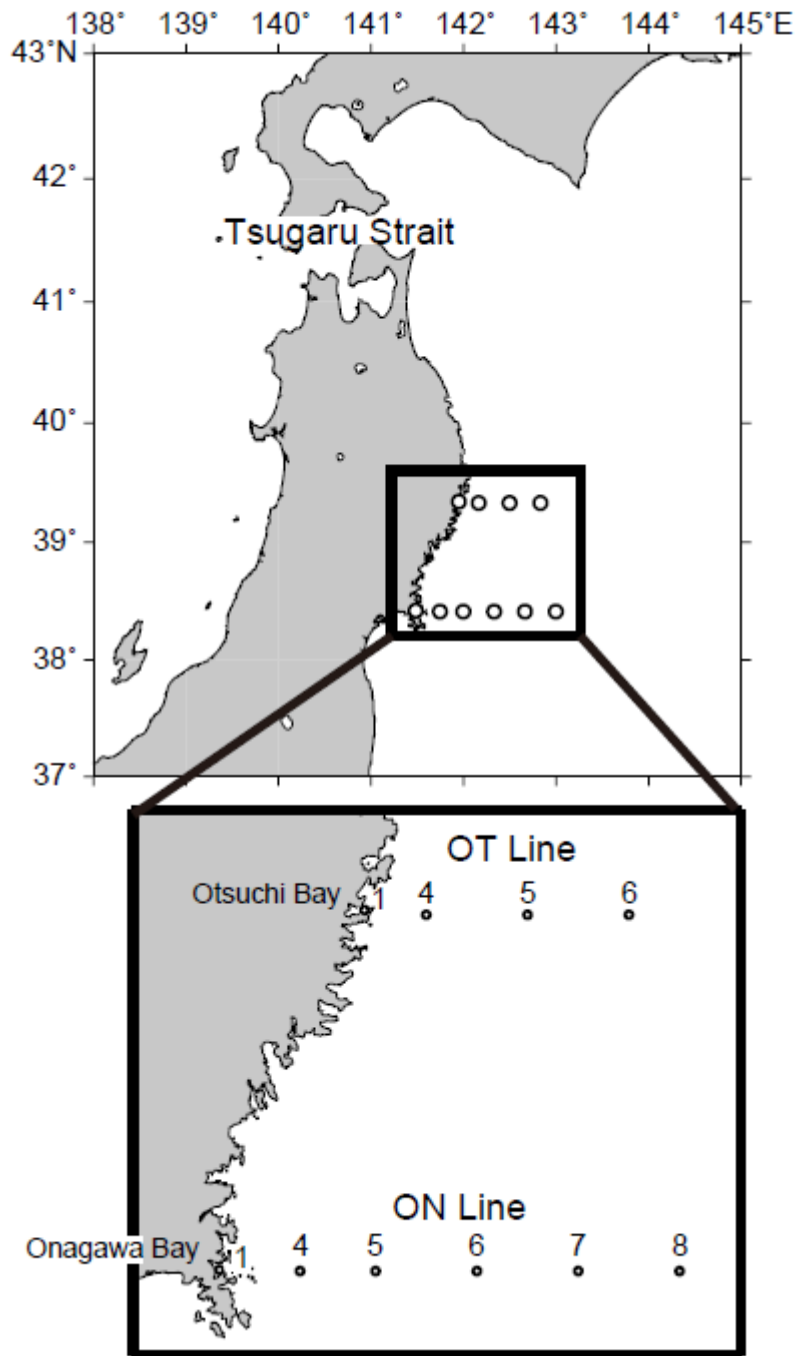 138 139° 140° 141° 142° 143° 144° 145°E
43°N
42°
Tsugaru Strait
41°
40°
39°
38°
37°
OT Line
Otsuchi Bay 1 4 5 6
ON Line
Onagawa Bay 1 4 5 6 7 8